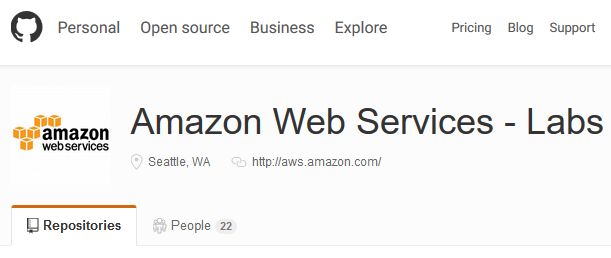 Personal Open source Business Explore Pricing Blog Support
amazon
webservices
Amazon Web Services - Labs
Seattle, WA http://aws.amazon.com/
Repositories People 22